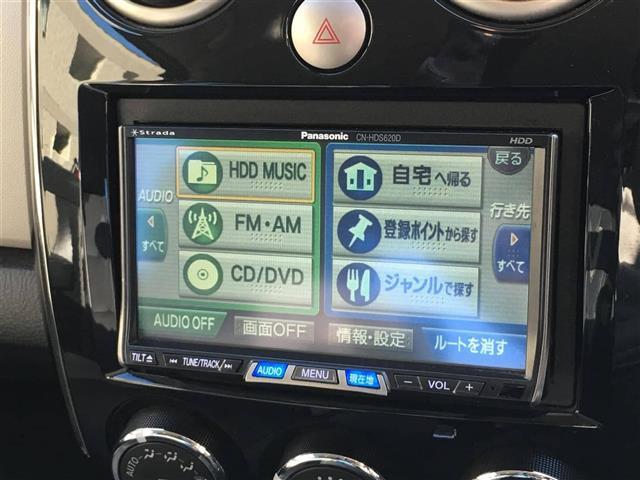 Strada Panasonic CN-HDS620D HDD
戻る
AUDIO
すべて
HDD MUSIC
FM・AM
CD/DVD
自宅へ帰る
登録ポイントから探す
ジャンルで探す
行き先
すべて
AUDIO OFF 画面OFF 情報・設定 ルートを消す
TILT TUNE/TRACK AUDIO MENU 現在地 − VOL +
AUTO